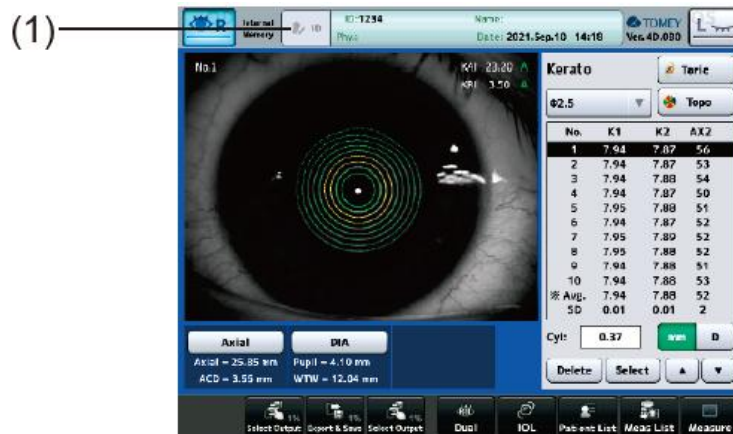 (1)
R
Internal Memory
ID
ID:1234
Name:
Date: 2021.Sep.10 14:18
TOMEY
Ver. 4D.080
L
No.1
KAI 23.20 A
KRI 3.50 A
Kerato
Toric
Φ2.5
Topo
No. K1 K2 AX2
1 7.94 7.87 56
2 7.94 7.87 53
3 7.94 7.88 54
4 7.94 7.87 50
5 7.95 7.88 51
6 7.94 7.87 52
7 7.95 7.89 52
8 7.95 7.88 52
9 7.94 7.88 51
10 7.94 7.88 53
※ Avg. 7.94 7.88 52
SD 0.01 0.01 2
Cyl: 0.37 mm D
Delete Select ▲ ▼
Axial
Axial = 25.85 mm
ACD = 3.55 mm
DIA
Pupil = 4.10 mm
WTW = 12.04 mm
Select Output
Export & Save
Select Output
Dual
IOL
Patient List
Meas List
Measure